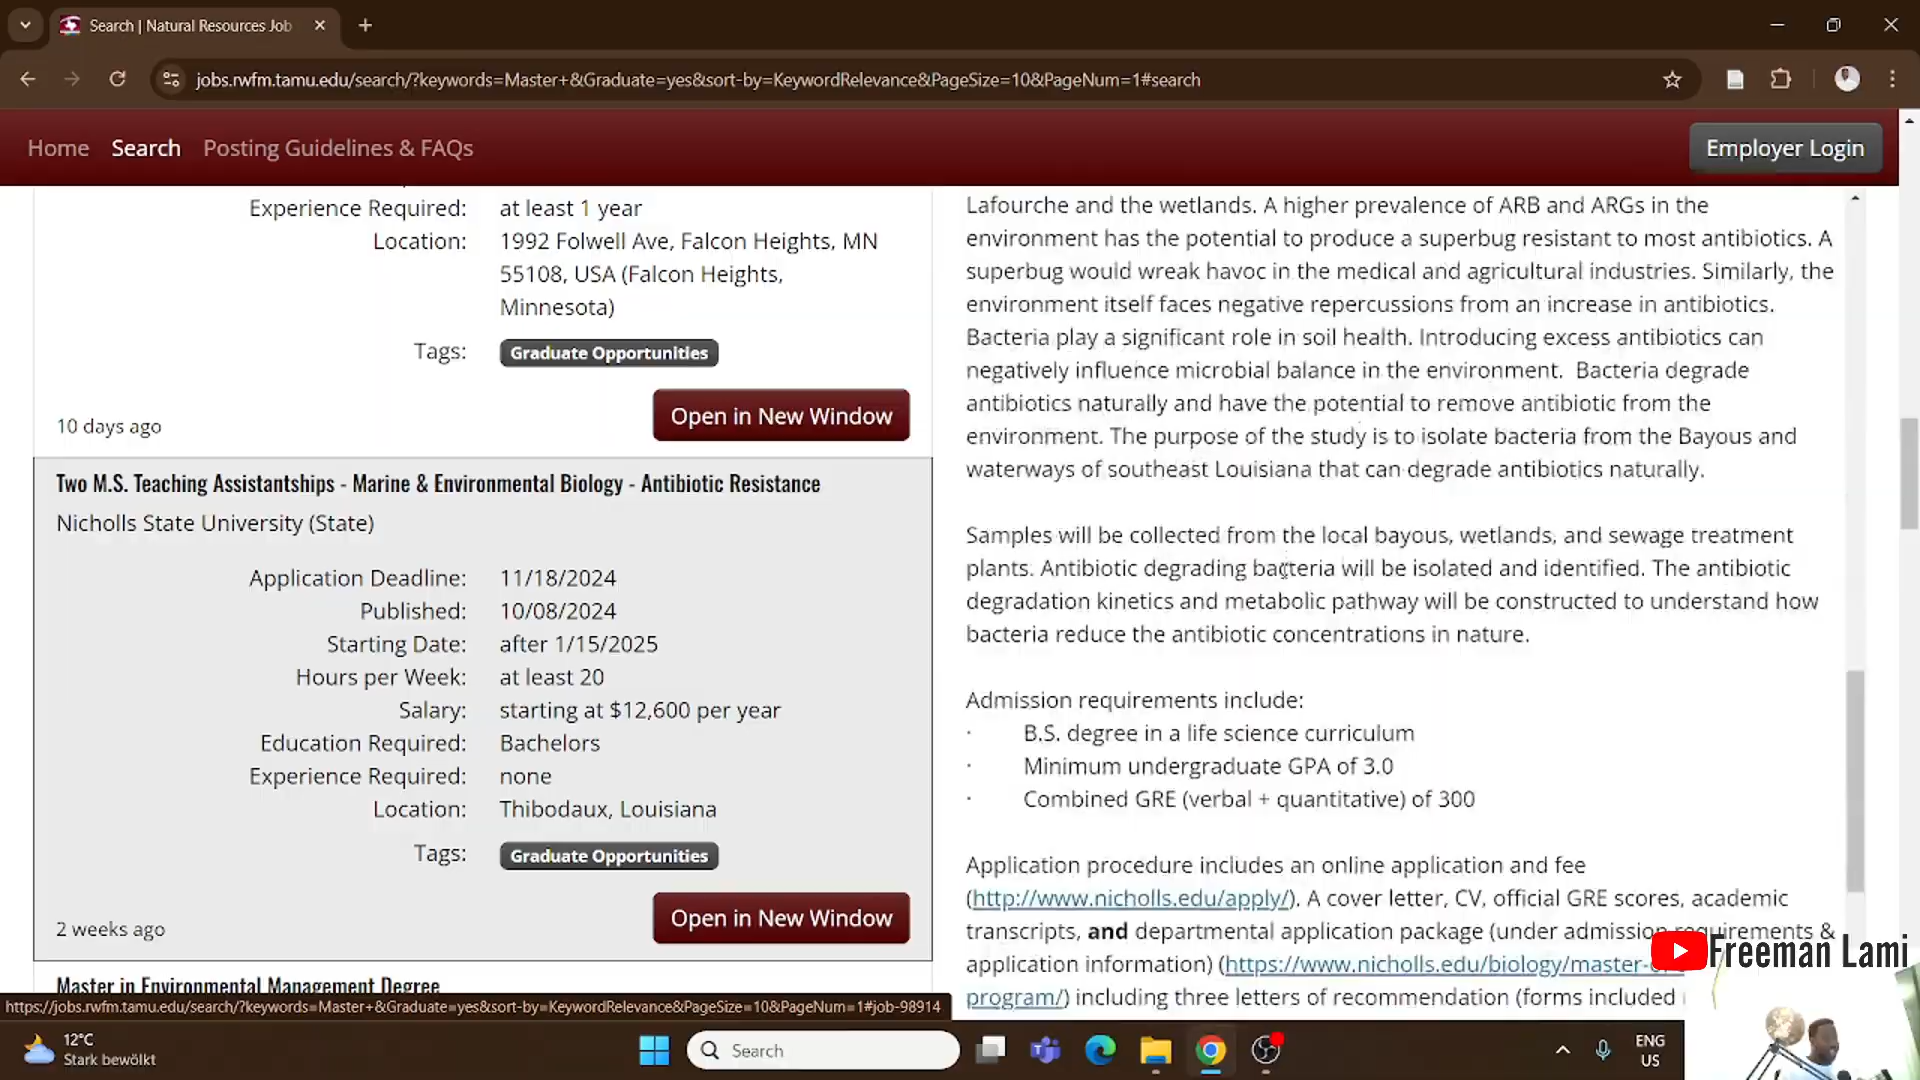 Search | Natural Resources Job
jobs.rwfm.tamu.edu/search/?keywords=Master+&Graduate=yes&sort-by=KeywordRelevance&PageSize=10&PageNum=1#search
Home Search Posting Guidelines & FAQs Employer Login
Experience Required: at least 1 year
Location: 1992 Folwell Ave, Falcon Heights, MN
55108, USA (Falcon Heights,
Minnesota)
Tags: Graduate Opportunities
Open in New Window
10 days ago
Two M.S. Teaching Assistantships - Marine & Environmental Biology - Antibiotic Resistance
Nicholls State University (State)
Application Deadline: 11/18/2024
Published: 10/08/2024
Starting Date: after 1/15/2025
Hours per Week: at least 20
Salary: starting at $12,600 per year
Education Required: Bachelors
Experience Required: none
Location: Thibodaux, Louisiana
Tags: Graduate Opportunities
Open in New Window
2 weeks ago
Master in Environmental Management Degree
https://jobs.rwfm.tamu.edu/search/?keywords=Master+&Graduate=yes&sort-by=KeywordRelevance&PageSize=10&PageNum=1#job-98914
Lafourche and the wetlands. A higher prevalence of ARB and ARGs in the
environment has the potential to produce a superbug resistant to most antibiotics. A
superbug would wreak havoc in the medical and agricultural industries. Similarly, the
environment itself faces negative repercussions from an increase in antibiotics.
Bacteria play a significant role in soil health. Introducing excess antibiotics can
negatively influence microbial balance in the environment. Bacteria degrade
antibiotics naturally and have the potential to remove antibiotic from the
environment. The purpose of the study is to isolate bacteria from the Bayous and
waterways of southeast Louisiana that can degrade antibiotics naturally.
Samples will be collected from the local bayous, wetlands, and sewage treatment
plants. Antibiotic degrading bacteria will be isolated and identified. The antibiotic
degradation kinetics and metabolic pathway will be constructed to understand how
bacteria reduce the antibiotic concentrations in nature.
Admission requirements include:
· B.S. degree in a life science curriculum
· Minimum undergraduate GPA of 3.0
· Combined GRE (verbal + quantitative) of 300
Application procedure includes an online application and fee
(http://www.nicholls.edu/apply/). A cover letter, CV, official GRE scores, academic
transcripts, and departmental application package (under admission requirements &
application information) (https://www.nicholls.edu/biology/master-
program/) including three letters of recommendation (forms included
Freeman Lami
12°C
Stark bewölkt
Search
ENG
US